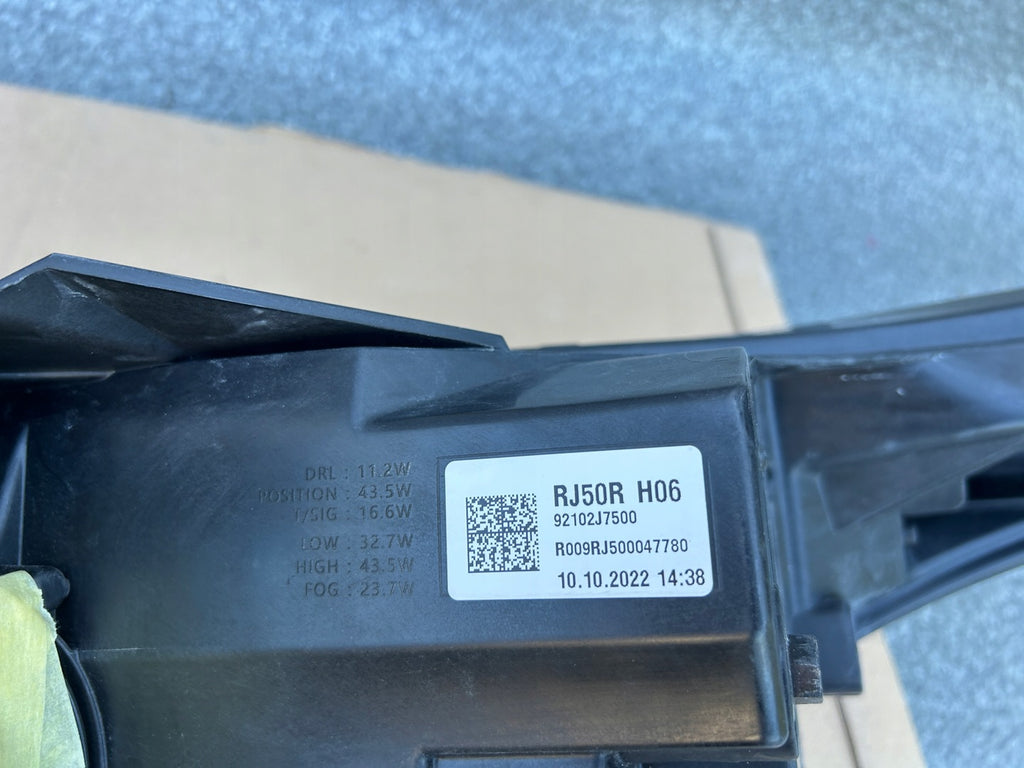 DRL : 11.2W
POSITION : 43.5W
T/SIG : 16.6W
LOW : 32.7W
HIGH : 43.5W
FOG : 23.7W
RJ50R H06
92102J7500
R009RJ500047780
10.10.2022 14:38